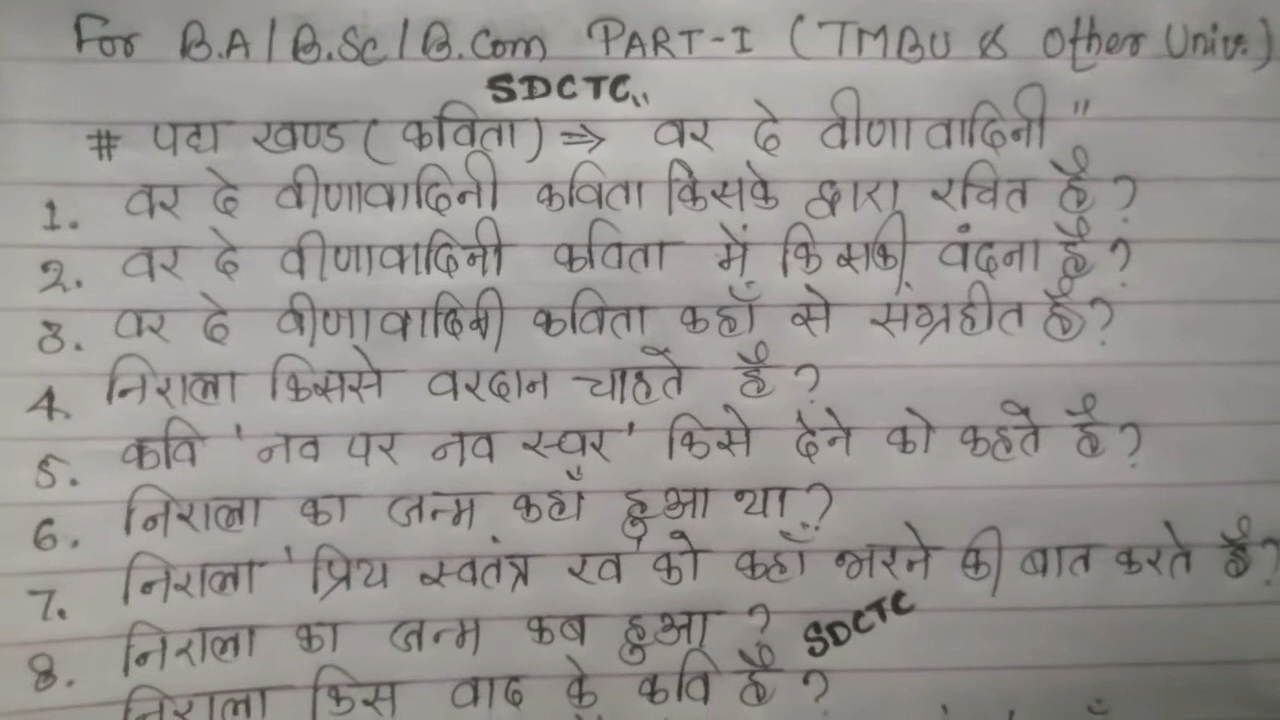 For B.A/B.Sc/B.Com PART-I (TMBU & Other Univ.)
SDCTC
# पद्य खण्ड (कविता) ⇒ "वर दे वीणावादिनी"
1. वर दे वीणावादिनी कविता किसके द्वारा रचित है?
2. वर दे वीणावादिनी कविता में किसकी वंदना है?
3. वर दे वीणावादिनी कविता कहाँ से संग्रहीत है?
4. निराला किससे वरदान चाहते है?
5. कवि 'नव पर नव स्वर' किसे देने को कहते है?
6. निराला का जन्म कहाँ हुआ था?
7. निराला 'प्रिय स्वतंत्र रव' को कहाँ भरने की बात करते है?
8. निराला का जन्म कब हुआ?
SDCTC
निराला किस वाद के कवि है?